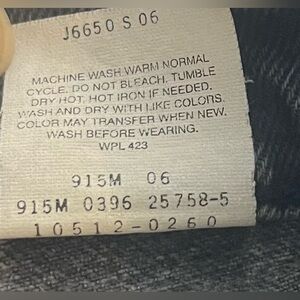 J6650 S 06
MACHINE WASH WARM NORMAL
CYCLE. DO NOT BLEACH. TUMBLE
DRY HOT. HOT IRON IF NEEDED.
WASH AND DRY WITH LIKE COLORS.
COLOR MAY TRANSFER WHEN NEW.
WASH BEFORE WEARING.
WPL 423
915M 06
915M 0396 25758-5
10512-0260